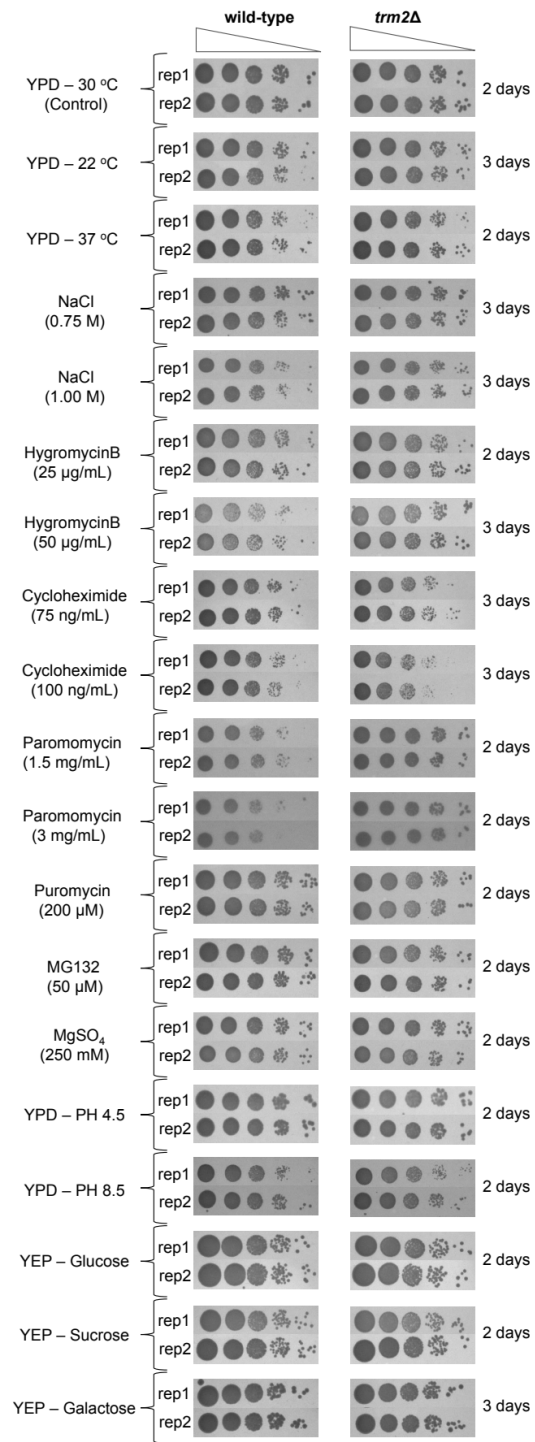 wild-type trm2Δ
YPD – 30 ºC
(Control)
rep1
rep2
2 days
YPD – 22 ºC
rep1
rep2
3 days
YPD – 37 ºC
rep1
rep2
2 days
NaCl
(0.75 M)
rep1
rep2
3 days
NaCl
(1.00 M)
rep1
rep2
3 days
HygromycinB
(25 µg/mL)
rep1
rep2
2 days
HygromycinB
(50 µg/mL)
rep1
rep2
3 days
Cycloheximide
(75 ng/mL)
rep1
rep2
3 days
Cycloheximide
(100 ng/mL)
rep1
rep2
3 days
Paromomycin
(1.5 mg/mL)
rep1
rep2
2 days
Paromomycin
(3 mg/mL)
rep1
rep2
2 days
Puromycin
(200 µM)
rep1
rep2
2 days
MG132
(50 µM)
rep1
rep2
2 days
MgSO₄
(250 mM)
rep1
rep2
2 days
YPD – PH 4.5
rep1
rep2
2 days
YPD – PH 8.5
rep1
rep2
2 days
YEP – Glucose
rep1
rep2
2 days
YEP – Sucrose
rep1
rep2
2 days
YEP – Galactose
rep1
rep2
3 days